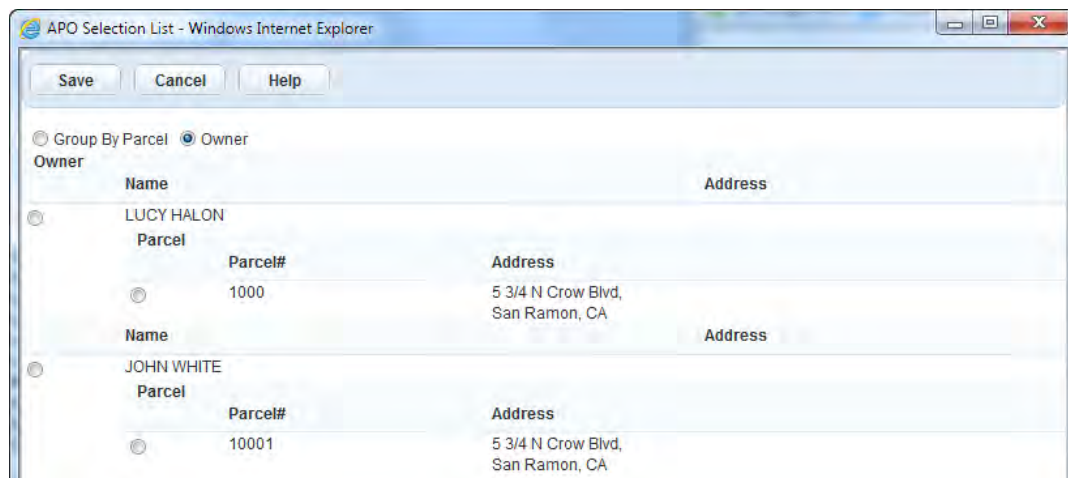 APO Selection List - Windows Internet Explorer
Save Cancel Help
Group By Parcel Owner
Owner
Name Address
LUCY HALON
Parcel
Parcel# Address
1000 5 3/4 N Crow Blvd,
San Ramon, CA
Name Address
JOHN WHITE
Parcel
Parcel# Address
10001 5 3/4 N Crow Blvd,
San Ramon, CA